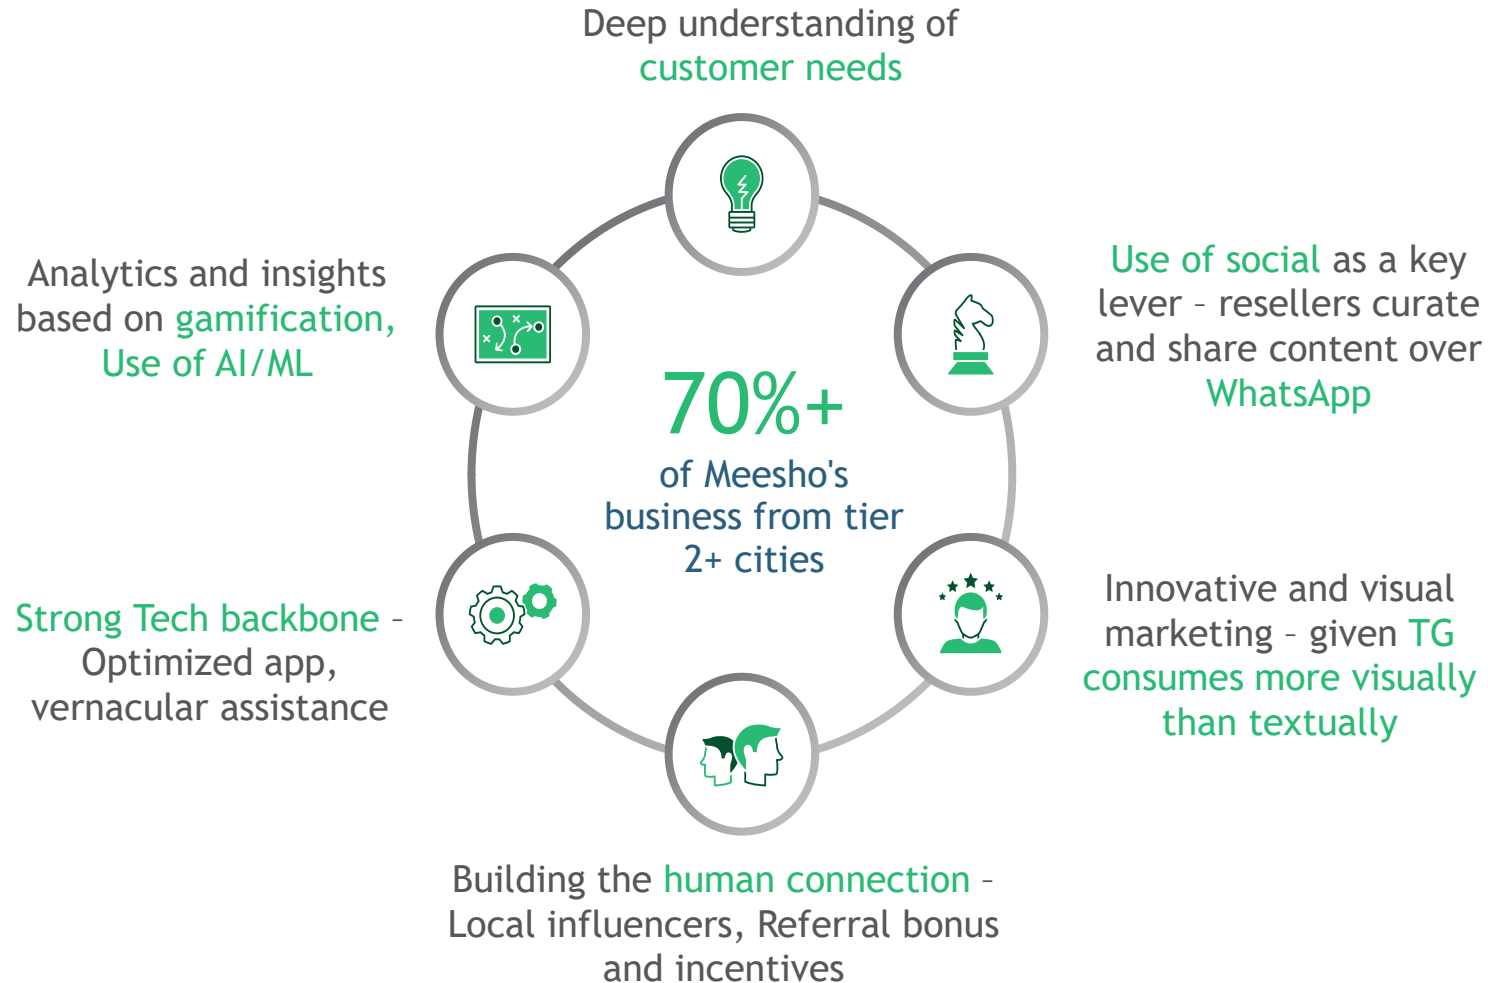 Deep understanding of
customer needs
Use of social as a key
lever – resellers curate
and share content over
WhatsApp
Innovative and visual
marketing – given TG
consumes more visually
than textually
Building the human connection –
Local influencers, Referral bonus
and incentives
Strong Tech backbone –
Optimized app,
vernacular assistance
Analytics and insights
based on gamification,
Use of AI/ML
70%+
of Meesho's
business from tier
2+ cities